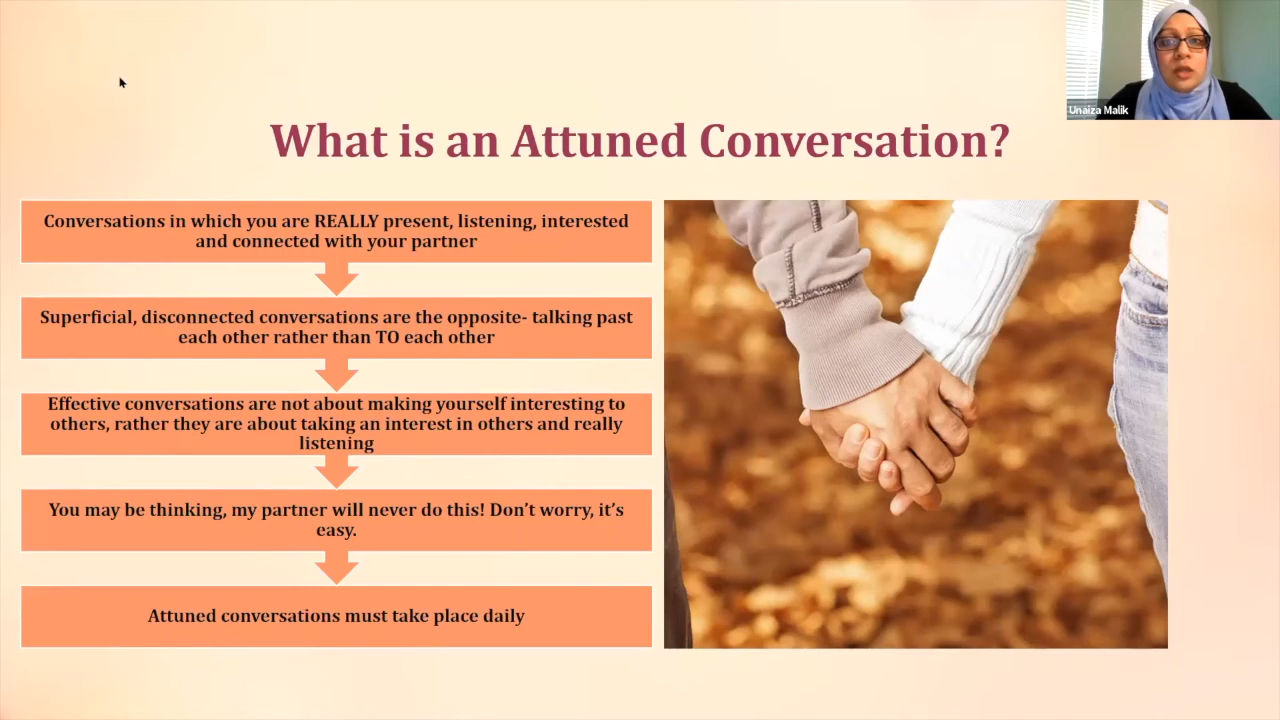 Unaiza Malik
What is an Attuned Conversation?
Conversations in which you are REALLY present, listening, interested
and connected with your partner
Superficial, disconnected conversations are the opposite- talking past
each other rather than TO each other
Effective conversations are not about making yourself interesting to
others, rather they are about taking an interest in others and really
listening
You may be thinking, my partner will never do this! Don’t worry, it’s
easy.
Attuned conversations must take place daily